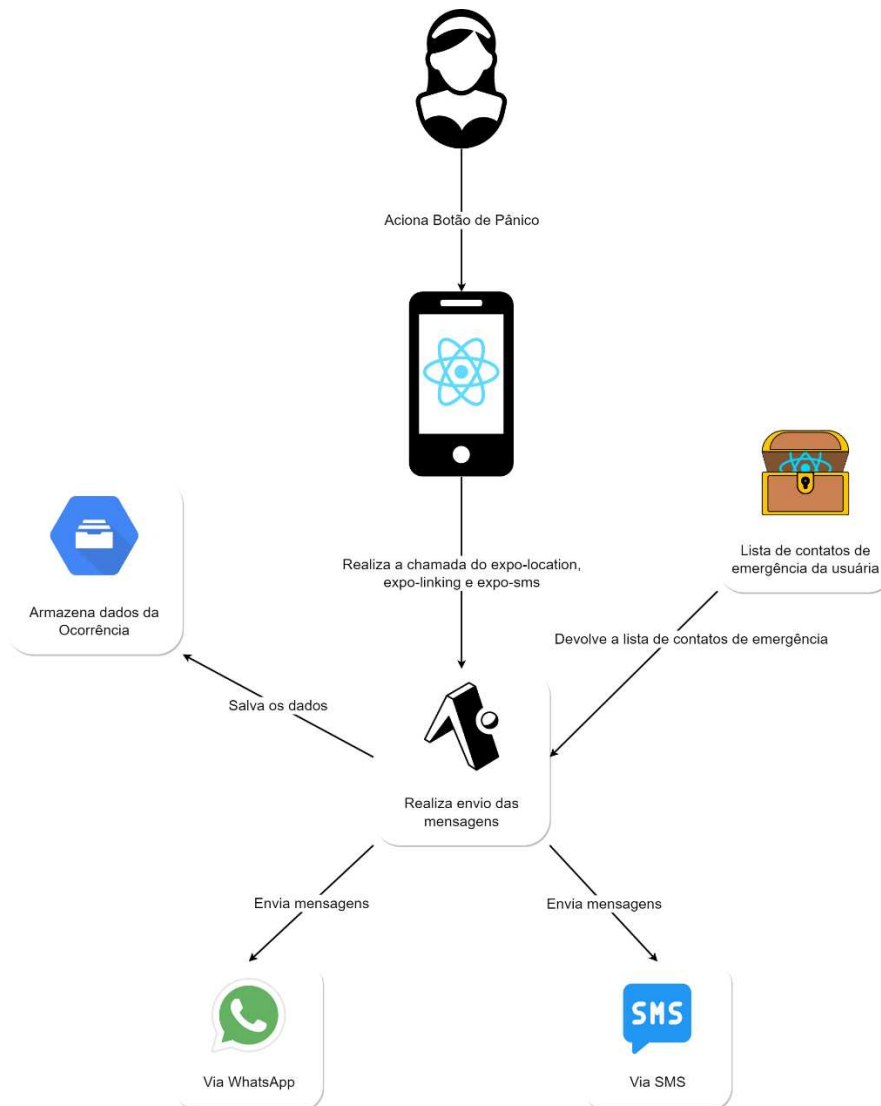 Aciona Botão de Pânico
Realiza a chamada do expo-location,
expo-linking e expo-sms
Lista de contatos de
emergência da usuária
Armazena dados da
Ocorrência
Devolve a lista de contatos de emergência
Salva os dados
Realiza envio das
mensagens
Envia mensagens
Envia mensagens
SMS
Via WhatsApp
Via SMS